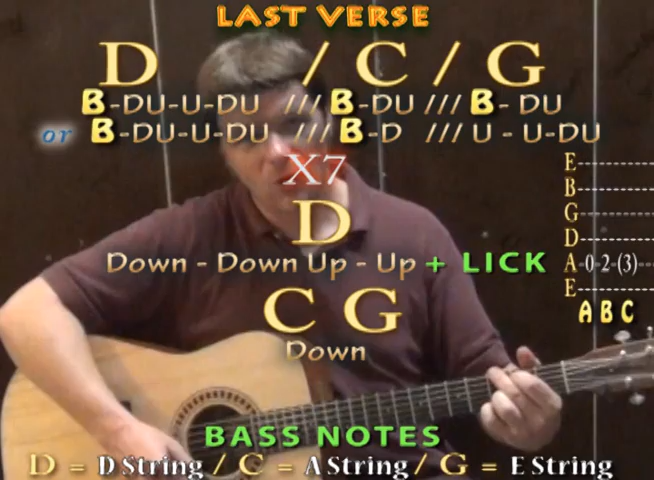 LAST VERSE
D / C / G
B-DU-U-DU /// B-DU /// B- DU
or B-DU-U-DU /// B-D /// U - U-DU
X7
D
Down - Down Up - Up + LICK
C G
Down
E
B
G
D
A-0-2-(3)
E
A B C
BASS NOTES
D = D String / C = A String / G = E String